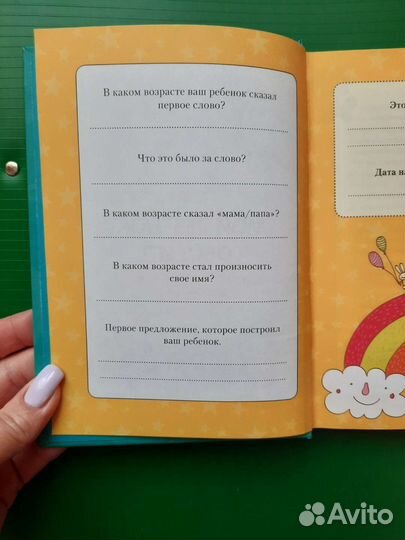 В каком возрасте ваш ребенок сказал
первое слово?
Что это было за слово?
В каком возрасте сказал «мама/папа»?
В каком возрасте стал произносить
свое имя?
Первое предложение, которое построил
ваш ребенок.
Это
Дата на
Avito